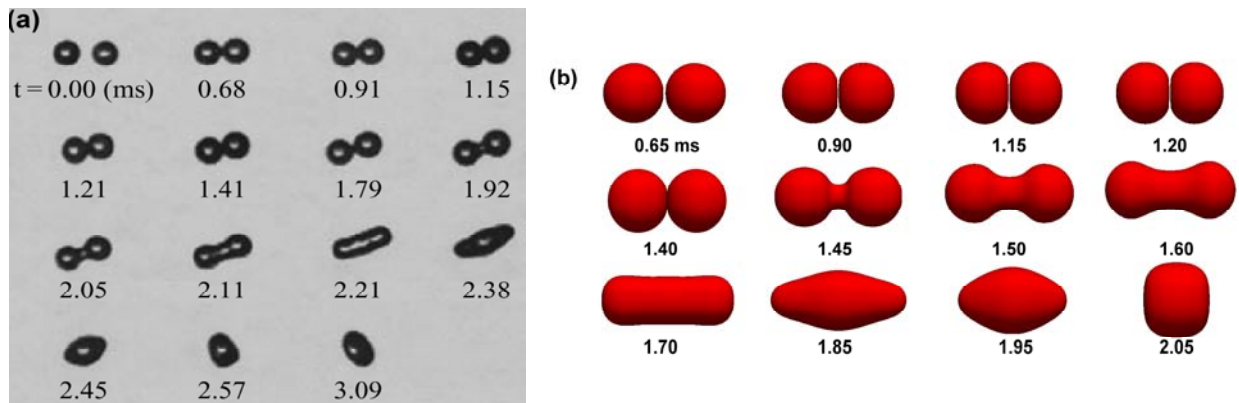 (a)
t = 0.00 (ms) 0.68 0.91 1.15
1.21 1.41 1.79 1.92
2.05 2.11 2.21 2.38
2.45 2.57 3.09
(b)
0.65 ms 0.90 1.15 1.20
1.40 1.45 1.50 1.60
1.70 1.85 1.95 2.05